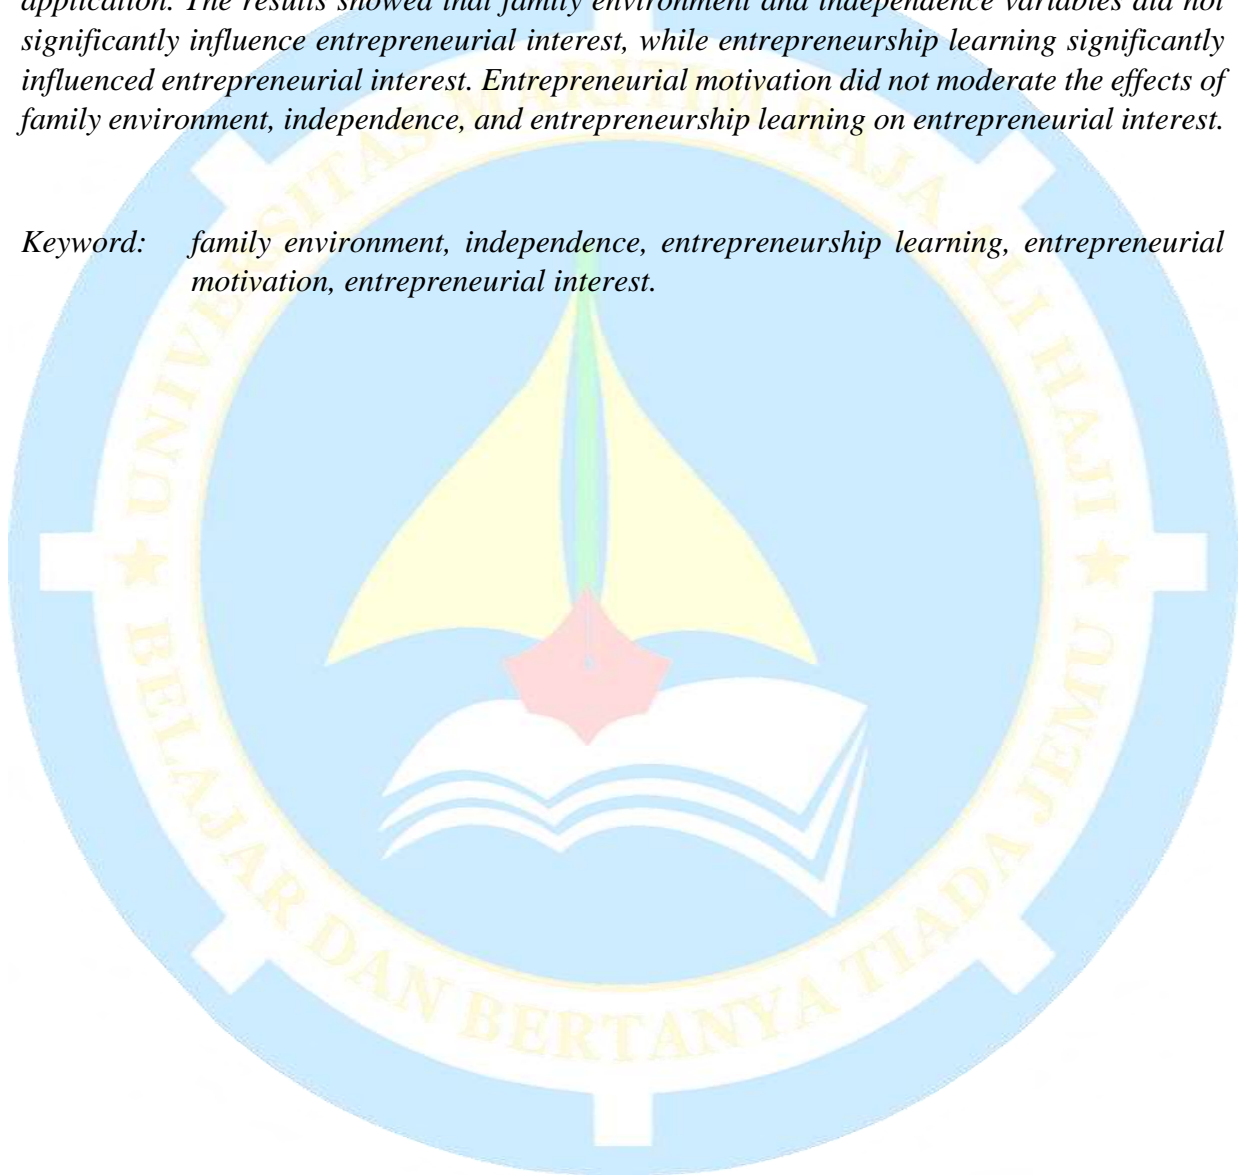 application. The results showed that family environment and independence variables did not
significantly influence entrepreneurial interest, while entrepreneurship learning significantly
influenced entrepreneurial interest. Entrepreneurial motivation did not moderate the effects of
family environment, independence, and entrepreneurship learning on entrepreneurial interest.
Keyword: family environment, independence, entrepreneurship learning, entrepreneurial
motivation, entrepreneurial interest.
UNIVERSITAS MARITIM RAJA ALI HAJI
BELAJAR DAN BERTANYA TIADA JEMU